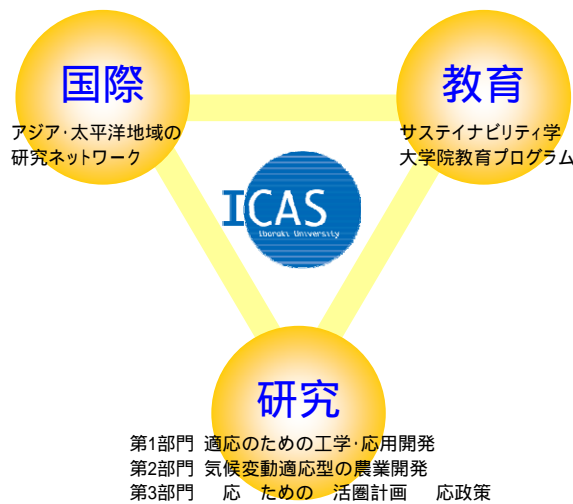 国際
アジア・太平洋地域の
研究ネットワーク
教育
サステイナビリティ学
大学院教育プログラム
ICAS
Ibaraki University
研究
第1部門 適応のための工学・応用開発
第2部門 気候変動適応型の農業開発
第3部門 応 ための 活圏計画 応政策